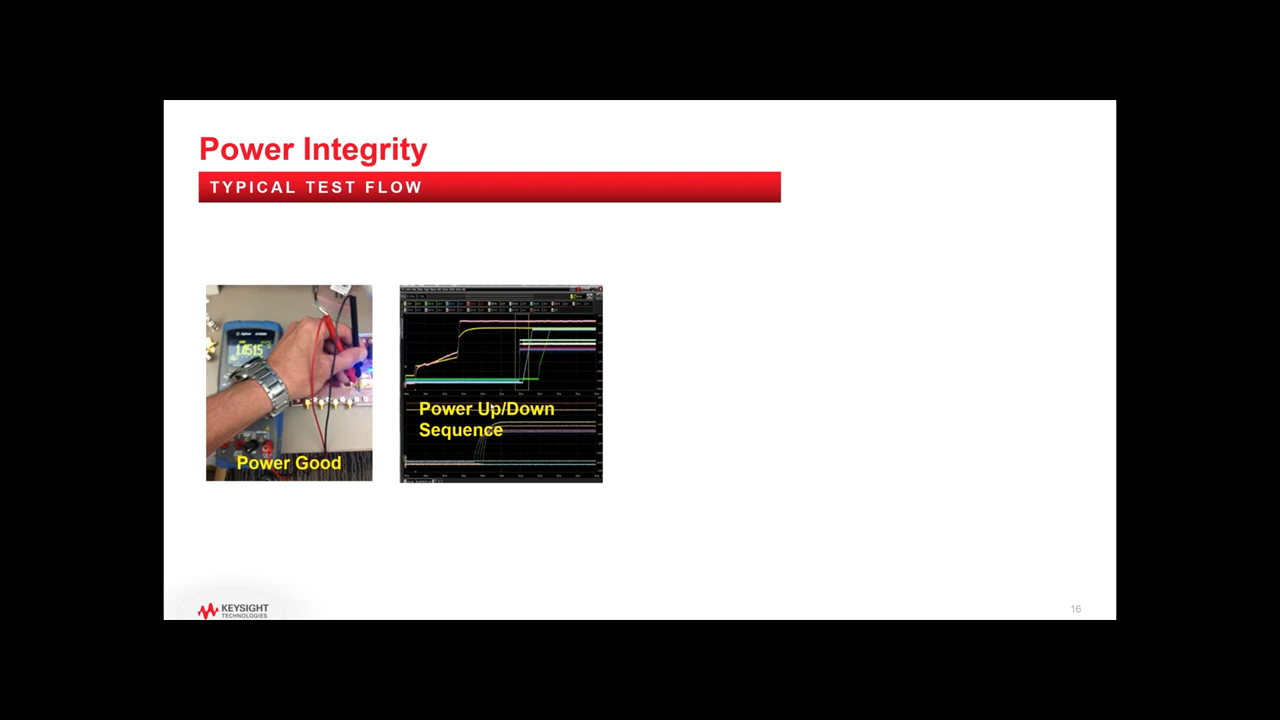 Power Integrity
TYPICAL TEST FLOW
Power Good
Power Up/Down
Sequence
KEYSIGHT
TECHNOLOGIES
16